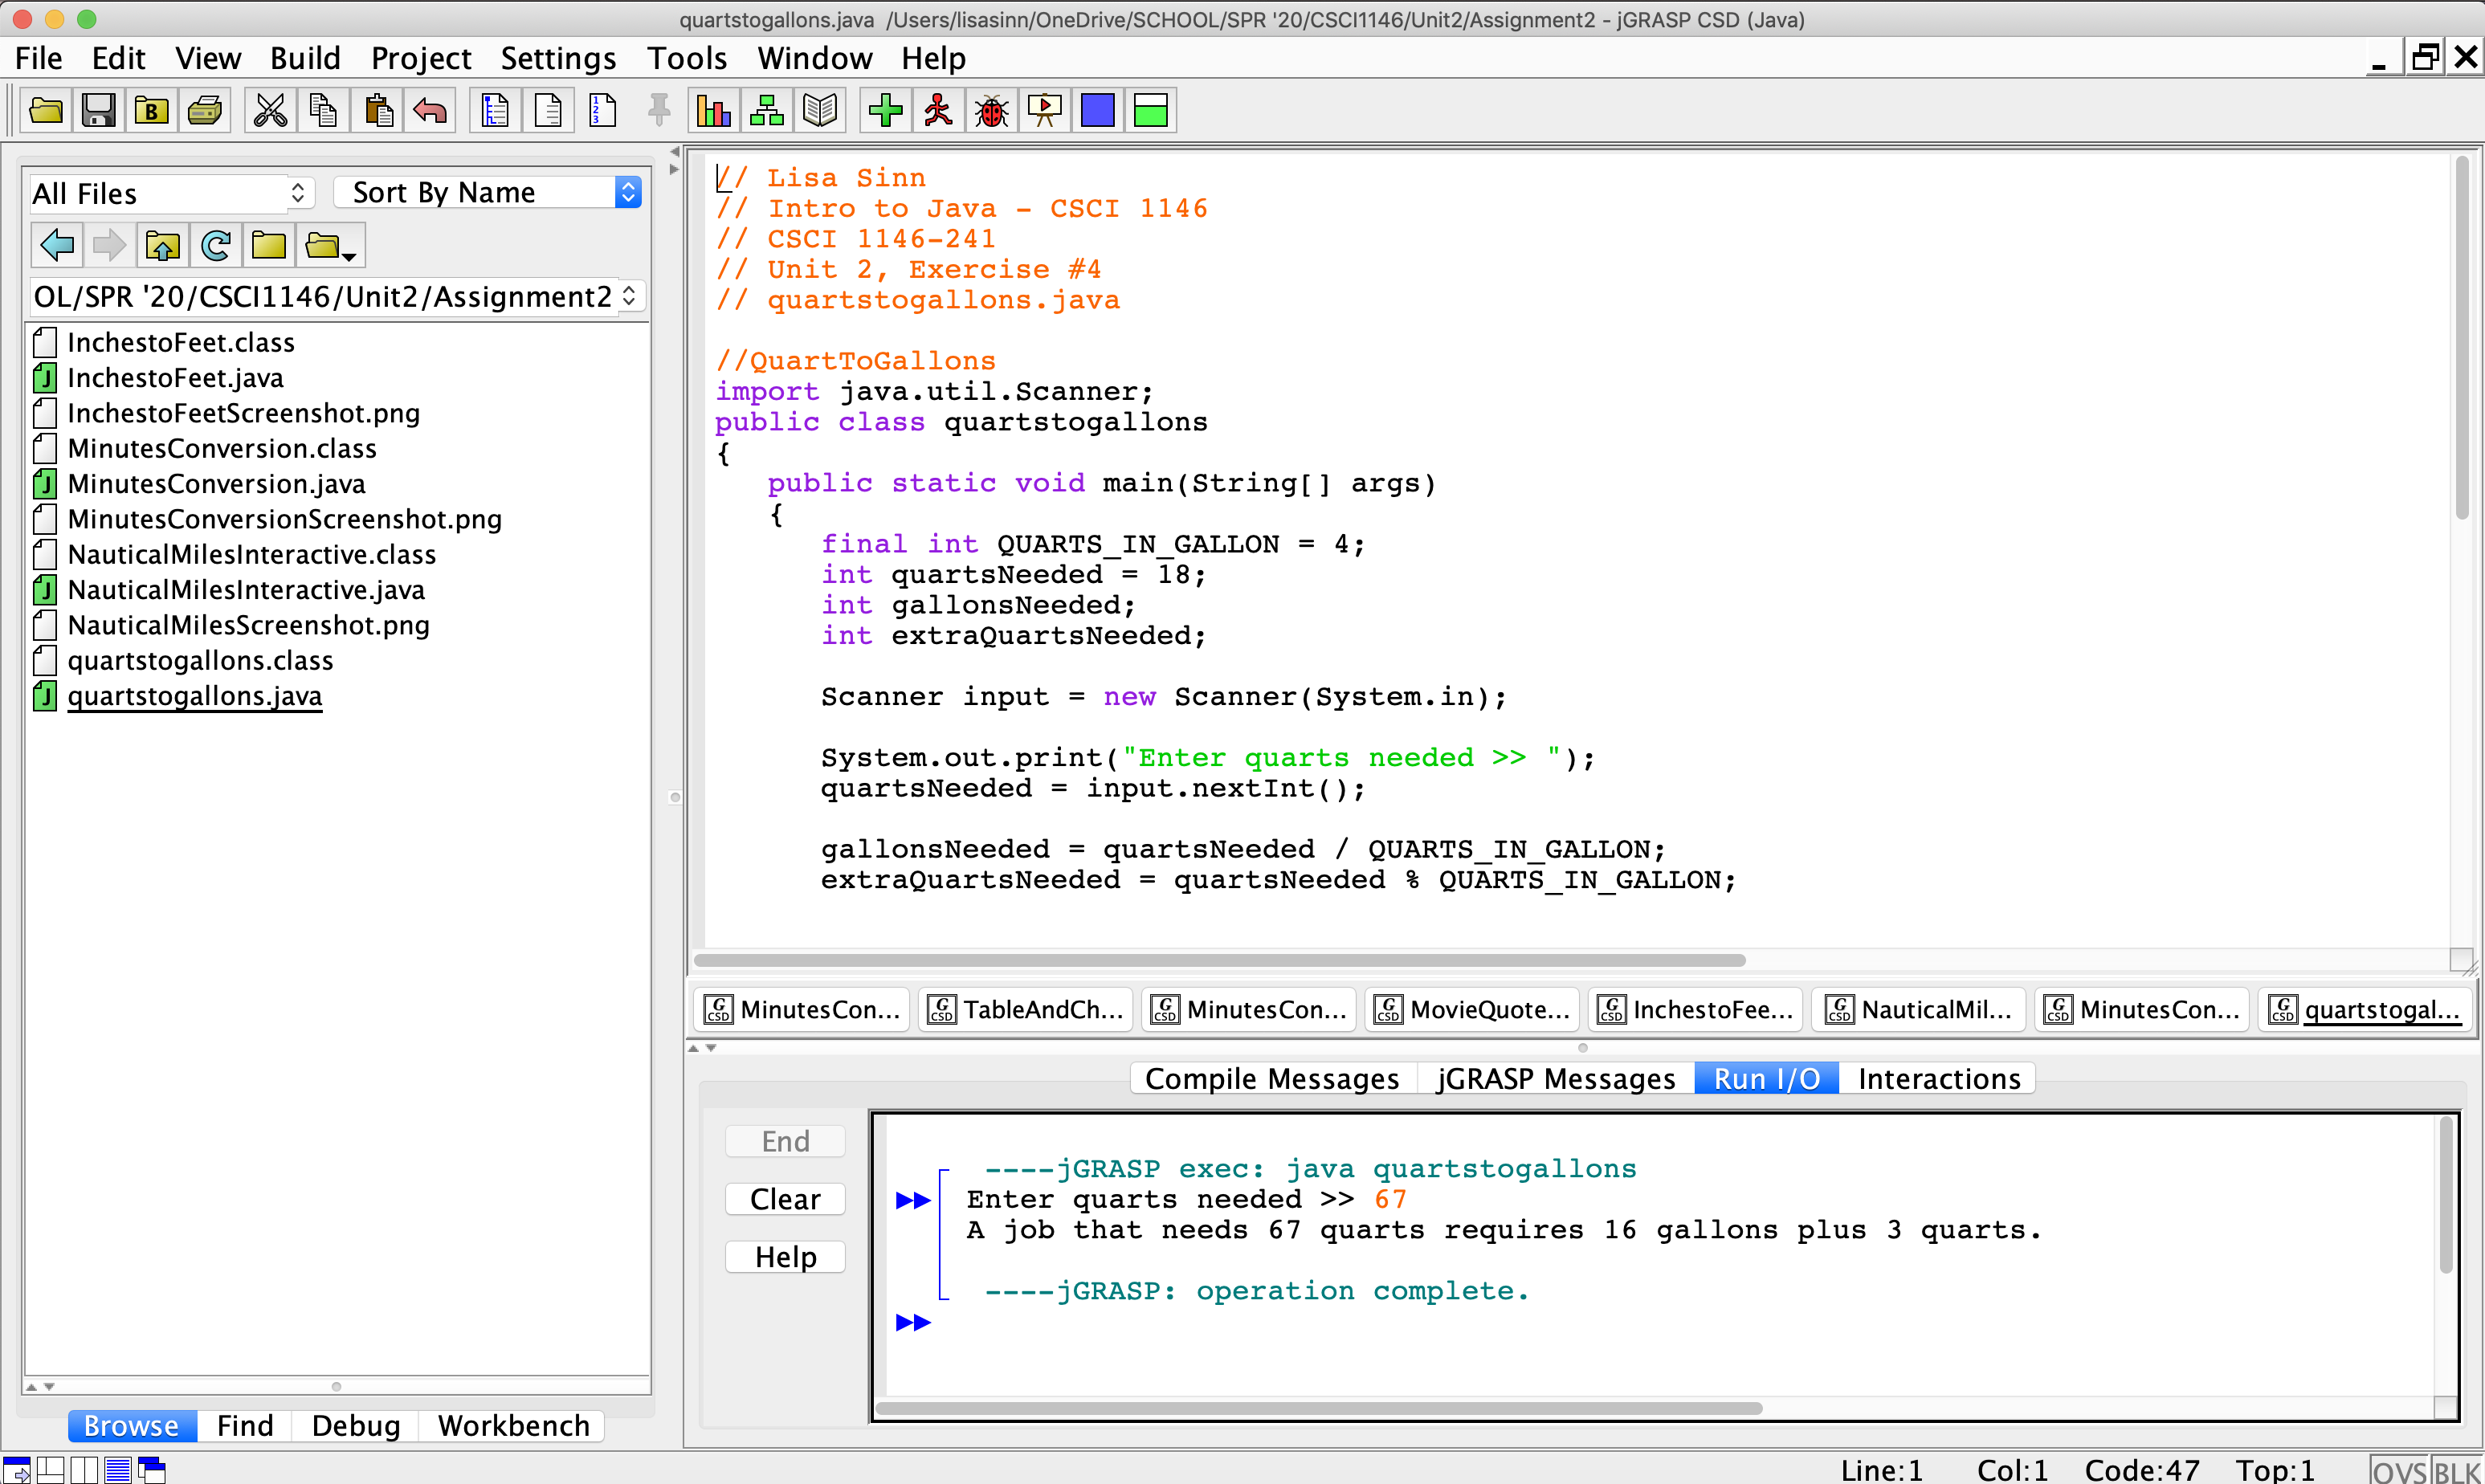 quartstogallons.java /Users/lisasinn/OneDrive/SCHOOL/SPR '20/CSCI1146/Unit2/Assignment2 - jGRASP CSD (Java)
File Edit View Build Project Settings Tools Window Help
All Files Sort By Name
OL/SPR '20/CSCI1146/Unit2/Assignment2
InchestoFeet.class
InchestoFeet.java
InchestoFeetScreenshot.png
MinutesConversion.class
MinutesConversion.java
MinutesConversionScreenshot.png
NauticalMilesInteractive.class
NauticalMilesInteractive.java
NauticalMilesScreenshot.png
quartstogallons.class
quartstogallons.java
Browse Find Debug Workbench
// Lisa Sinn
// Intro to Java - CSCI 1146
// CSCI 1146-241
// Unit 2, Exercise #4
// quartstogallons.java
//QuartToGallons
import java.util.Scanner;
public class quartstogallons
{
public static void main(String[] args)
{
final int QUARTS_IN_GALLON = 4;
int quartsNeeded = 18;
int gallonsNeeded;
int extraQuartsNeeded;
Scanner input = new Scanner(System.in);
System.out.print("Enter quarts needed >> ");
quartsNeeded = input.nextInt();
gallonsNeeded = quartsNeeded / QUARTS_IN_GALLON;
extraQuartsNeeded = quartsNeeded % QUARTS_IN_GALLON;
MinutesCon... TableAndCh... MinutesCon... MovieQuote... InchestoFee... NauticalMil... MinutesCon... quartstogal...
Compile Messages jGRASP Messages Run I/O Interactions
End
Clear
Help
----jGRASP exec: java quartstogallons
Enter quarts needed >> 67
A job that needs 67 quarts requires 16 gallons plus 3 quarts.
----jGRASP: operation complete.
Line:1 Col:1 Code:47 Top:1 OVS BLK